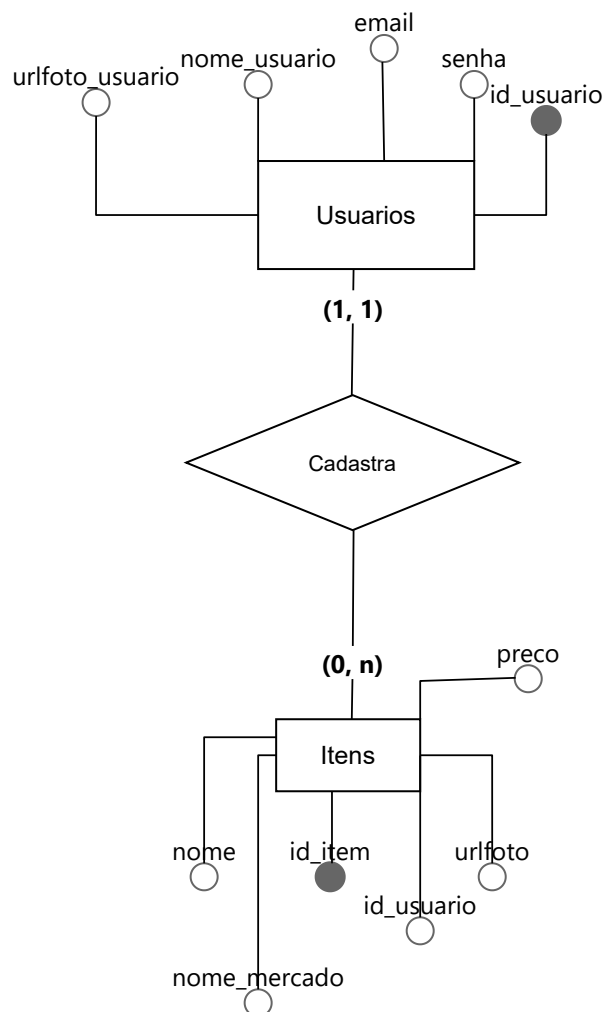 email
nome_usuario
senha
urlfoto_usuario
id_usuario
Usuarios
(1, 1)
Cadastra
(0, n)
preco
Itens
nome
id_item
urlfoto
id_usuario
nome_mercado